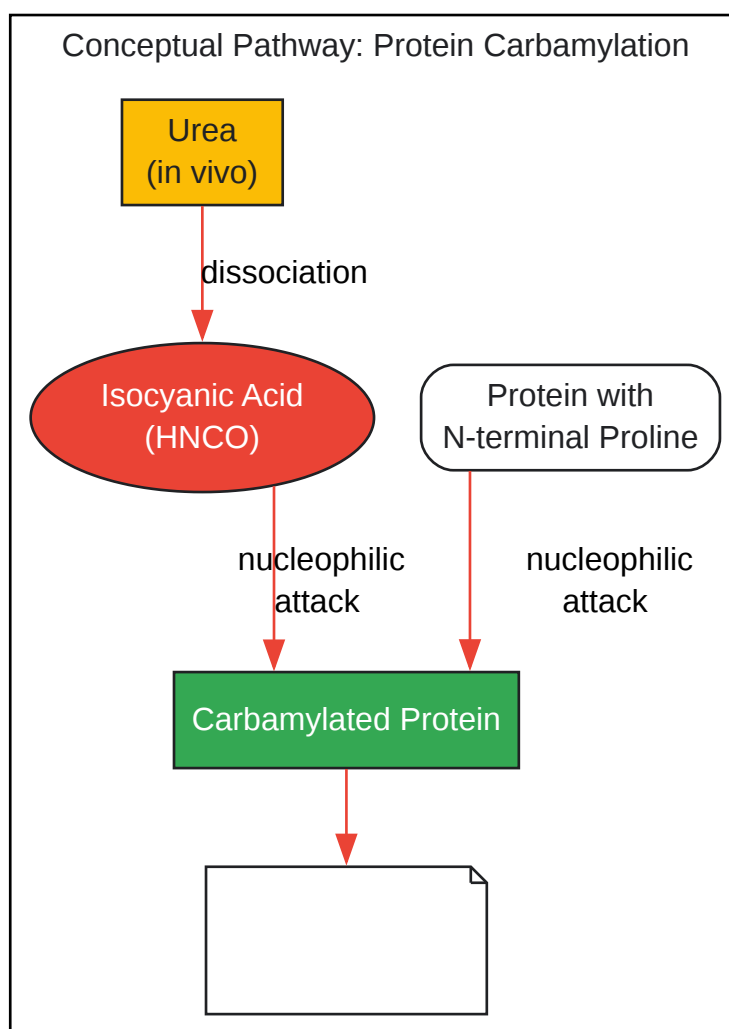 Conceptual Pathway: Protein Carbamylation
Urea
(in vivo)
dissociation
Isocyanic Acid
(HNCO)
Protein with
N-terminal Proline
nucleophilic
attack
nucleophilic
attack
Carbamylated Protein